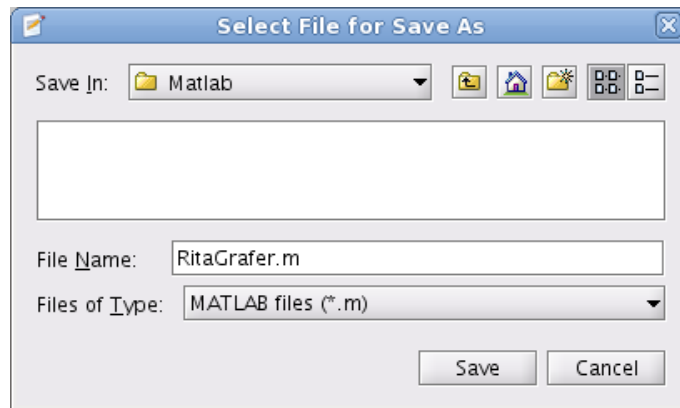 Select File for Save As
Save In: Matlab
File Name: RitaGrafer.m
Files of Type: MATLAB files (*.m)
Save Cancel